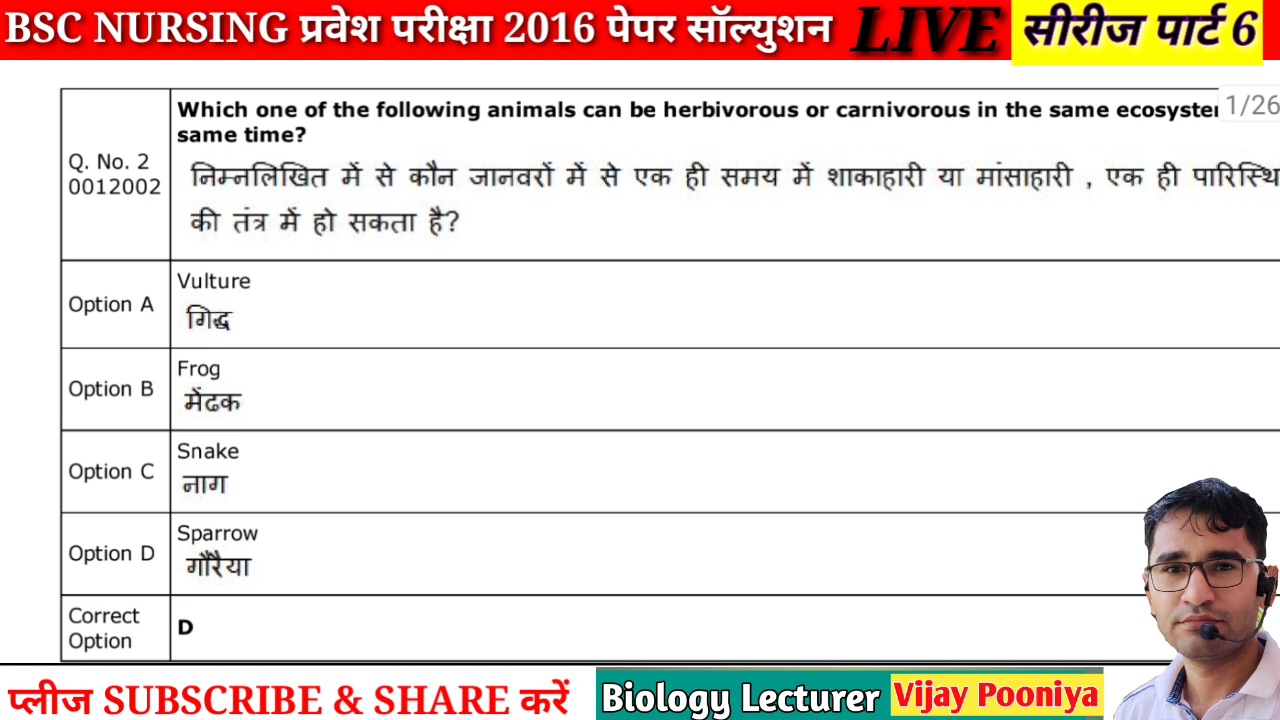 BSC NURSING प्रवेश परीक्षा 2016 पेपर सॉल्युशन LIVE सीरीज पार्ट 6
1/26
Q. No. 2
0012002
Which one of the following animals can be herbivorous or carnivorous in the same
same time?
निम्नलिखित में से कौन जानवरों में से एक ही समय में शाकाहारी या मांसाहारी , एक ही
की तंत्र में हो सकता है?
Option A
Vulture
गिद्ध
Option B
Frog
मेंढक
Option C
Snake
नाग
Option D
Sparrow
गौरैया
Correct
Option
D
प्लीज SUBSCRIBE & SHARE करें
Biology Lecturer Vijay Pooniya